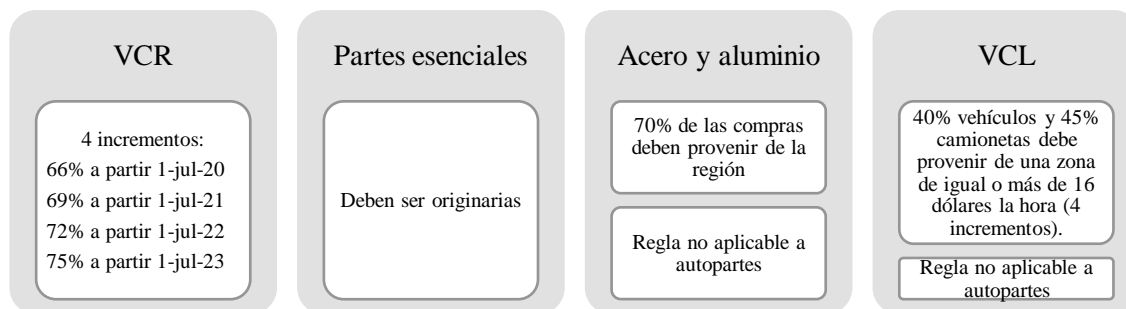 VCR
4 incrementos:
66% a partir 1-jul-20
69% a partir 1-jul-21
72% a partir 1-jul-22
75% a partir 1-jul-23
Partes esenciales
Deben ser originarias
Acero y aluminio
70% de las compras
deben provenir de la
región
Regla no aplicable a
autopartes
VCL
40% vehículos y 45%
camionetas debe
provenir de una zona
de igual o más de 16
dólares la hora (4
incrementos).
Regla no aplicable a
autopartes